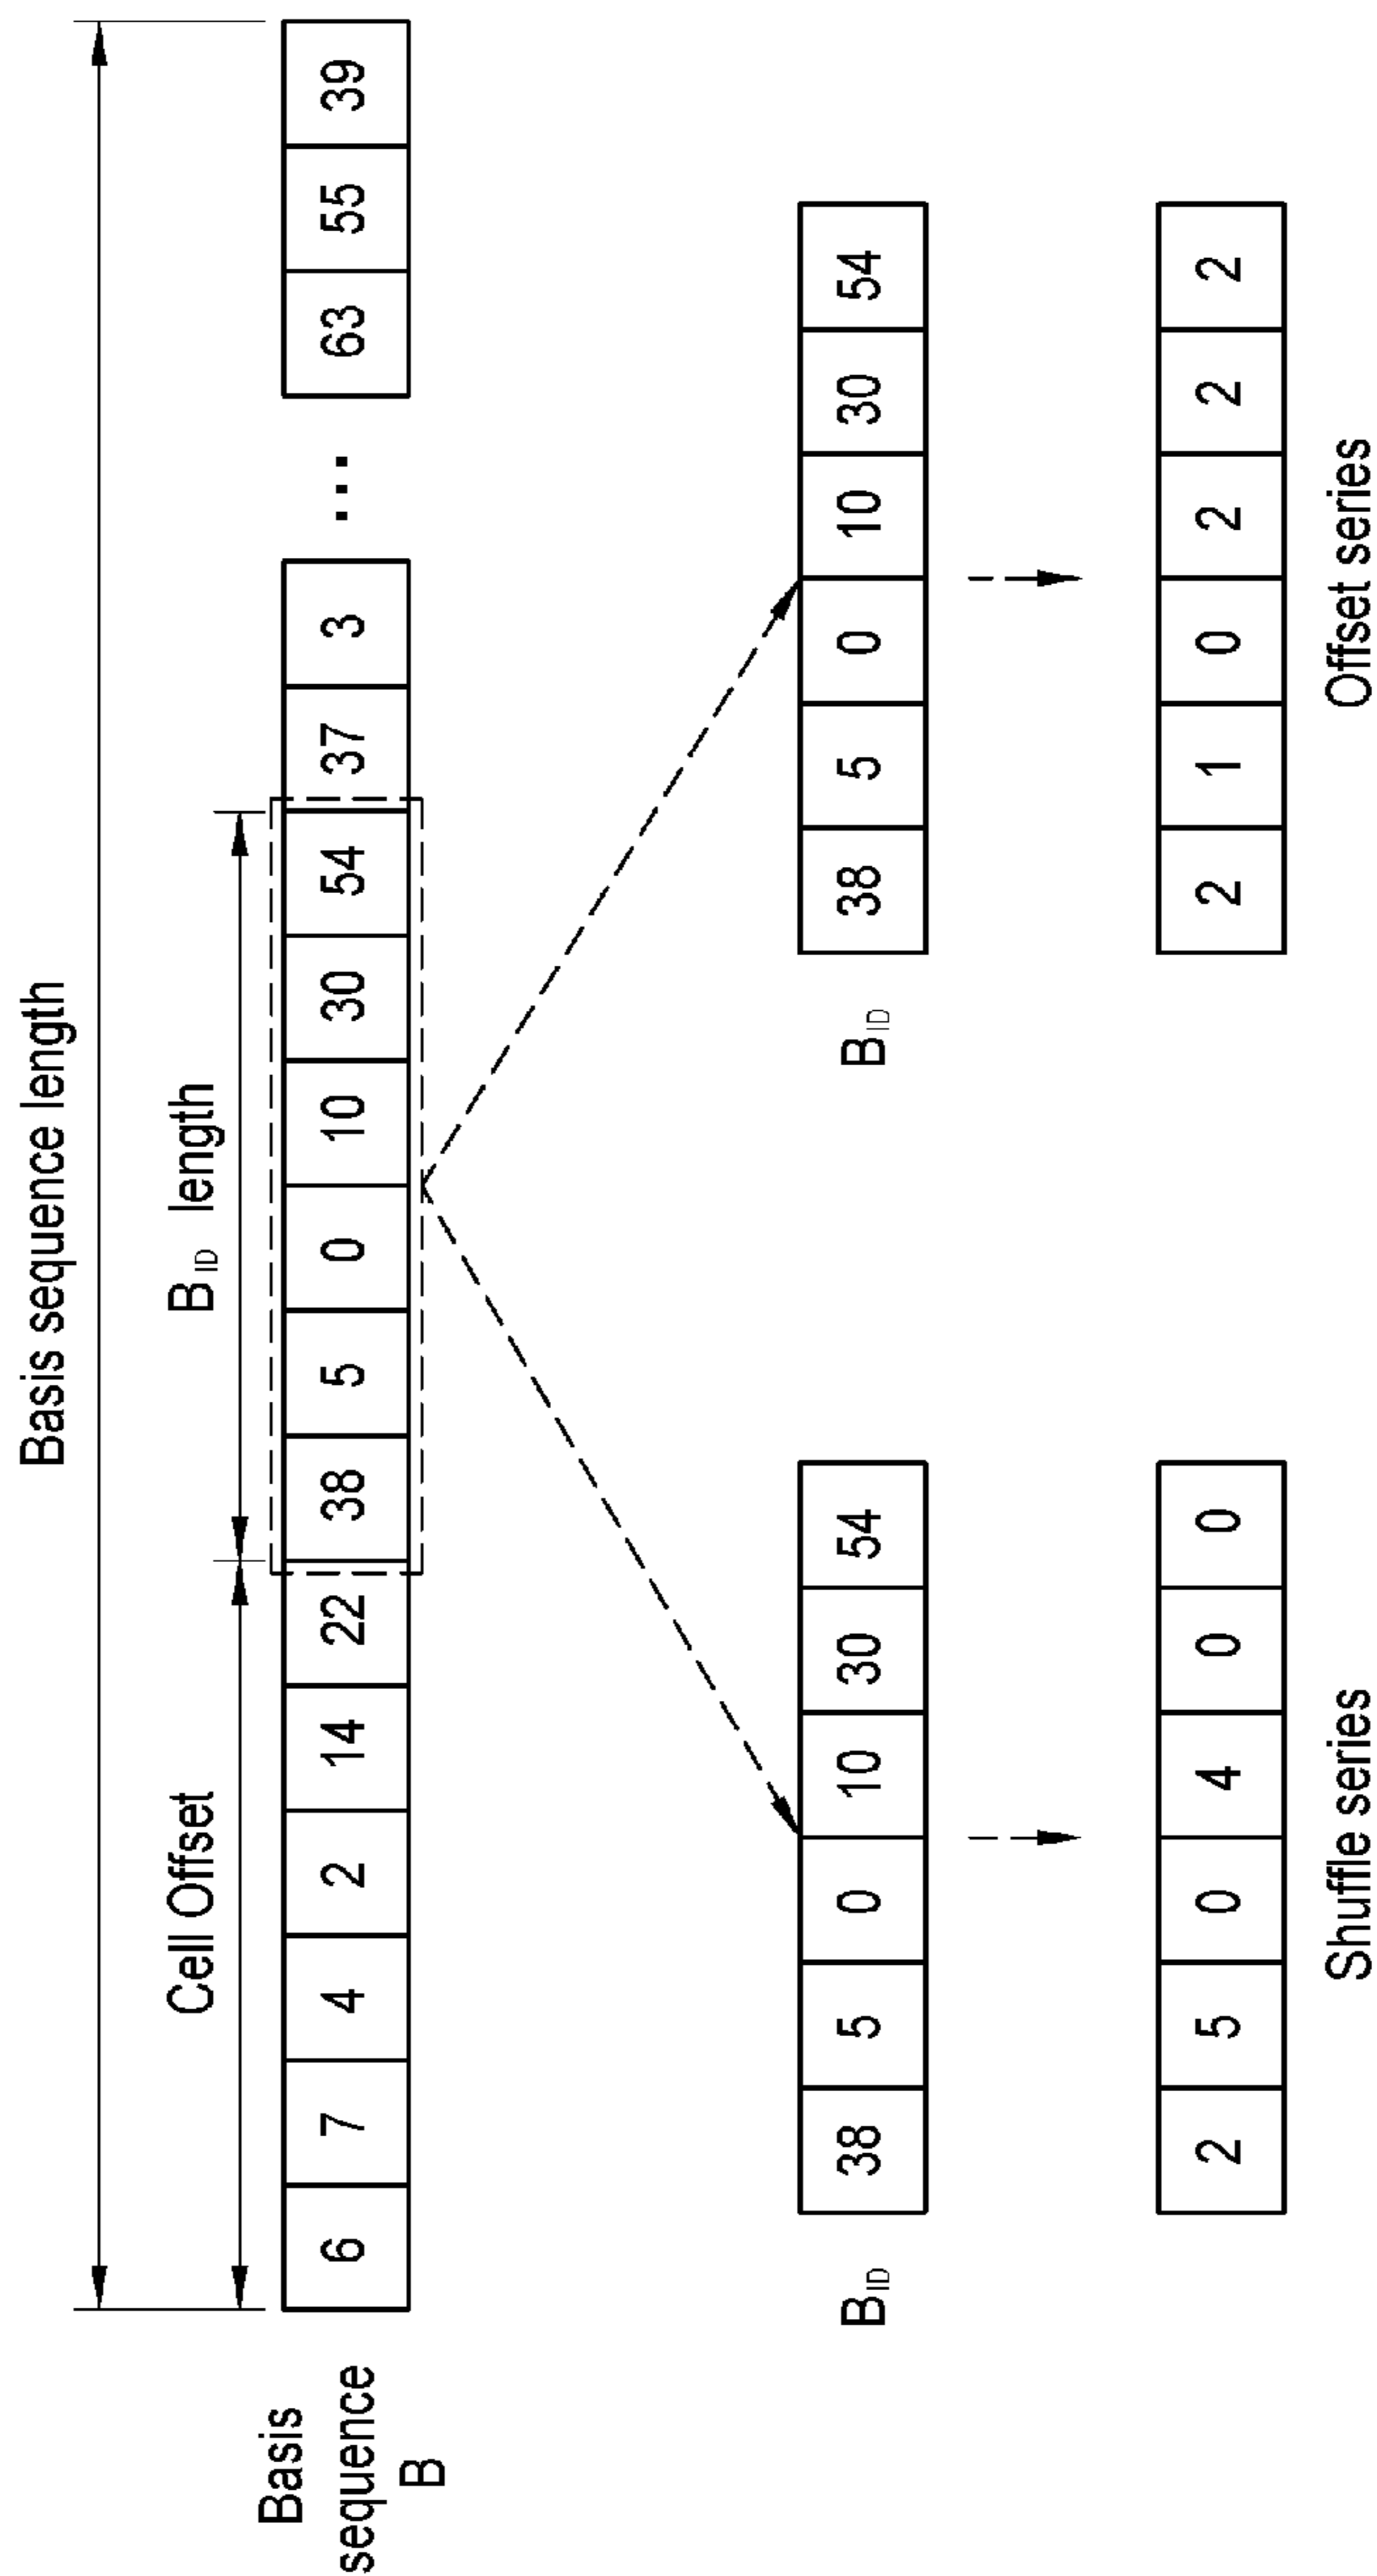 Basis sequence length
Cell Offset
B_ID length
Basis
sequence
B
6 7 4 2 14 22 38 5 0 10 30 54 37 3 ... 63 55 39
B_ID 38 5 0 10 30 54
B_ID 38 5 0 10 30 54
2 5 0 4 0 0
2 1 0 2 2 2
Shuffle series
Offset series